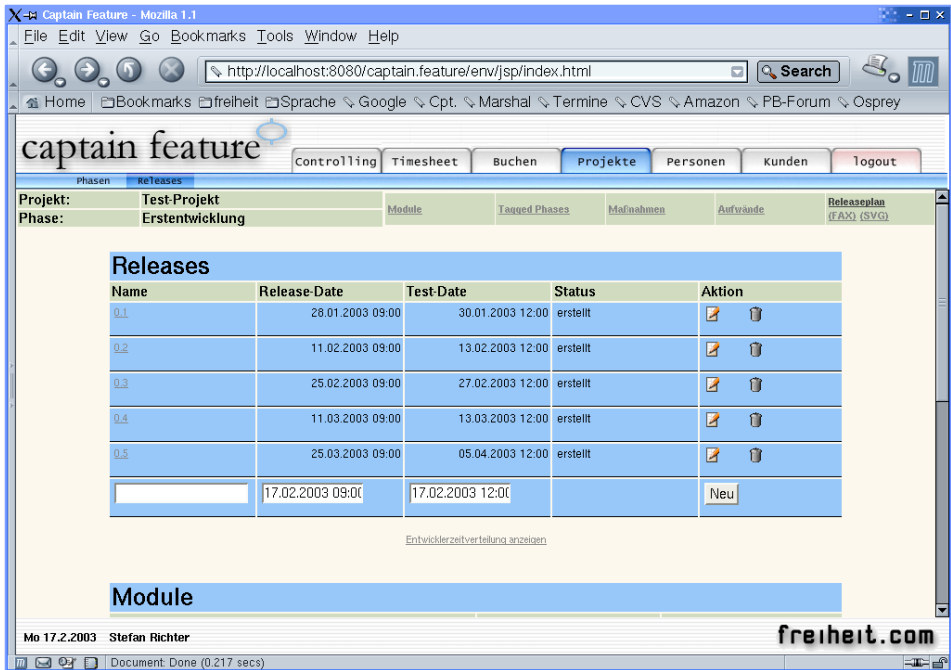 Captain Feature - Mozilla 1.1
File Edit View Go Bookmarks Tools Window Help
http://localhost:8080/captain.feature/env/jsp/index.html Search
Home Bookmarks freiheit Sprache Google Cpt. Marshal Termine CVS Amazon PB-Forum Osprey
captain feature
Controlling Timesheet Buchen Projekte Personen Kunden logout
Phasen Releases
Projekt: Test-Projekt
Phase: Erstentwicklung
Module Tagged Phases Maßnahmen Aufwände Releaseplan
(FAX) (SVG)
Releases
Name Release-Date Test-Date Status Aktion
0.1 28.01.2003 09:00 30.01.2003 12:00 erstellt
0.2 11.02.2003 09:00 13.02.2003 12:00 erstellt
0.3 25.02.2003 09:00 27.02.2003 12:00 erstellt
0.4 11.03.2003 09:00 13.03.2003 12:00 erstellt
0.5 25.03.2003 09:00 05.04.2003 12:00 erstellt
17.02.2003 09:00 17.02.2003 12:00 Neu
Entwicklerzeitverteilung anzeigen
Module
Mo 17.2.2003 Stefan Richter freiheit.com
Document: Done (0.217 secs)